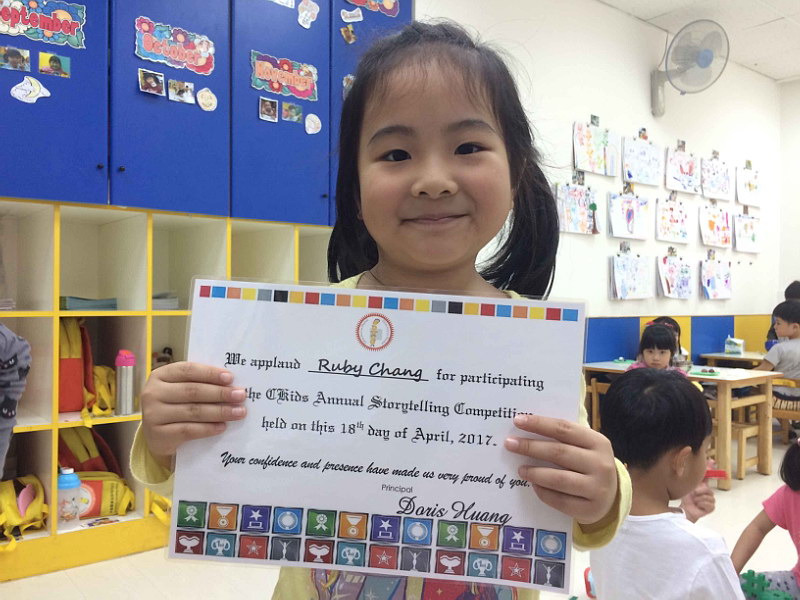 September
October
November
We applaud Ruby Chang for participating
the CKids Annual Storytelling Competition
held on this 18th day of April, 2017.
Your confidence and presence have made us very proud of you.
Principal
Doris Huang